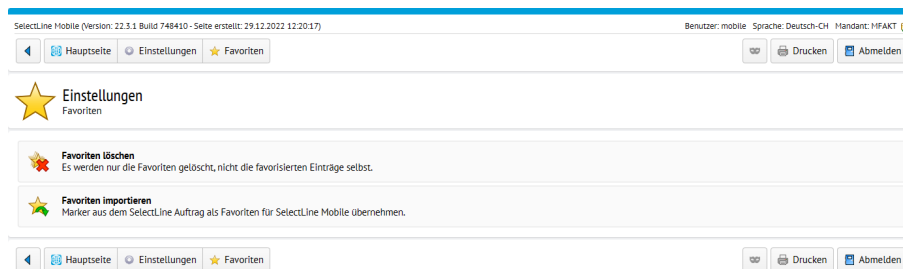 SelectLine Mobile (Version: 22.3.1 Build 748410 - Seite erstellt: 29.12.2022 12:20:17) Benutzer: mobile Sprache: Deutsch-CH Mandant: MFAKT
Hauptseite Einstellungen Favoriten Drucken Abmelden
Einstellungen
Favoriten
Favoriten löschen
Es werden nur die Favoriten gelöscht, nicht die favorisierten Einträge selbst.
Favoriten importieren
Marker aus dem SelectLine Auftrag als Favoriten für SelectLine Mobile übernehmen.
Hauptseite Einstellungen Favoriten Drucken Abmelden